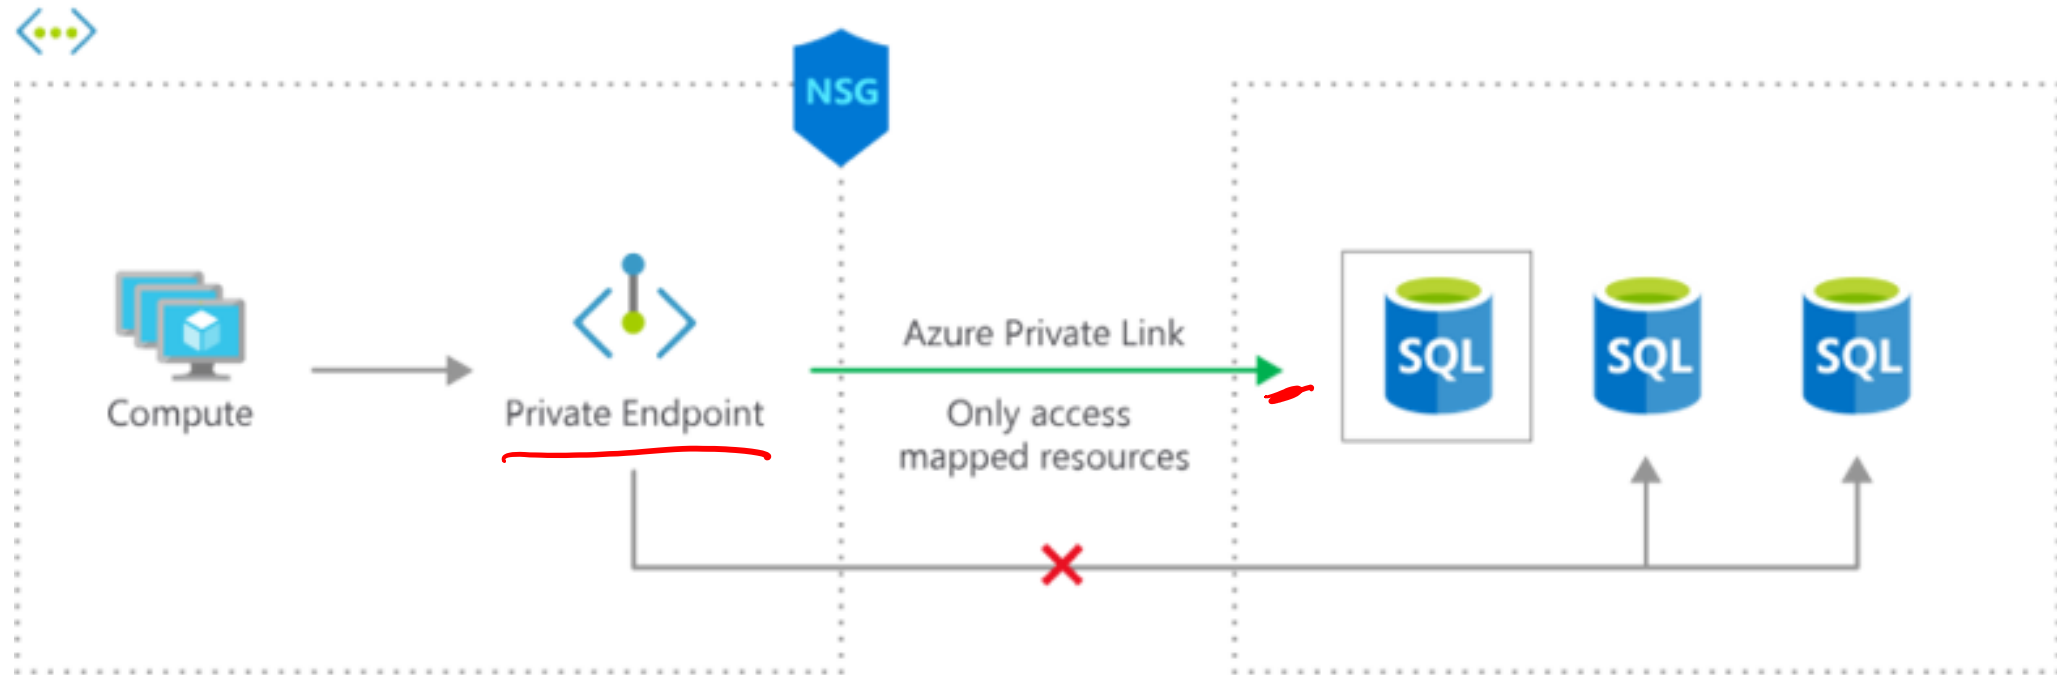 NSG
Azure Private Link
Compute
Private Endpoint
Only access
mapped resources
SQL
SQL
SQL